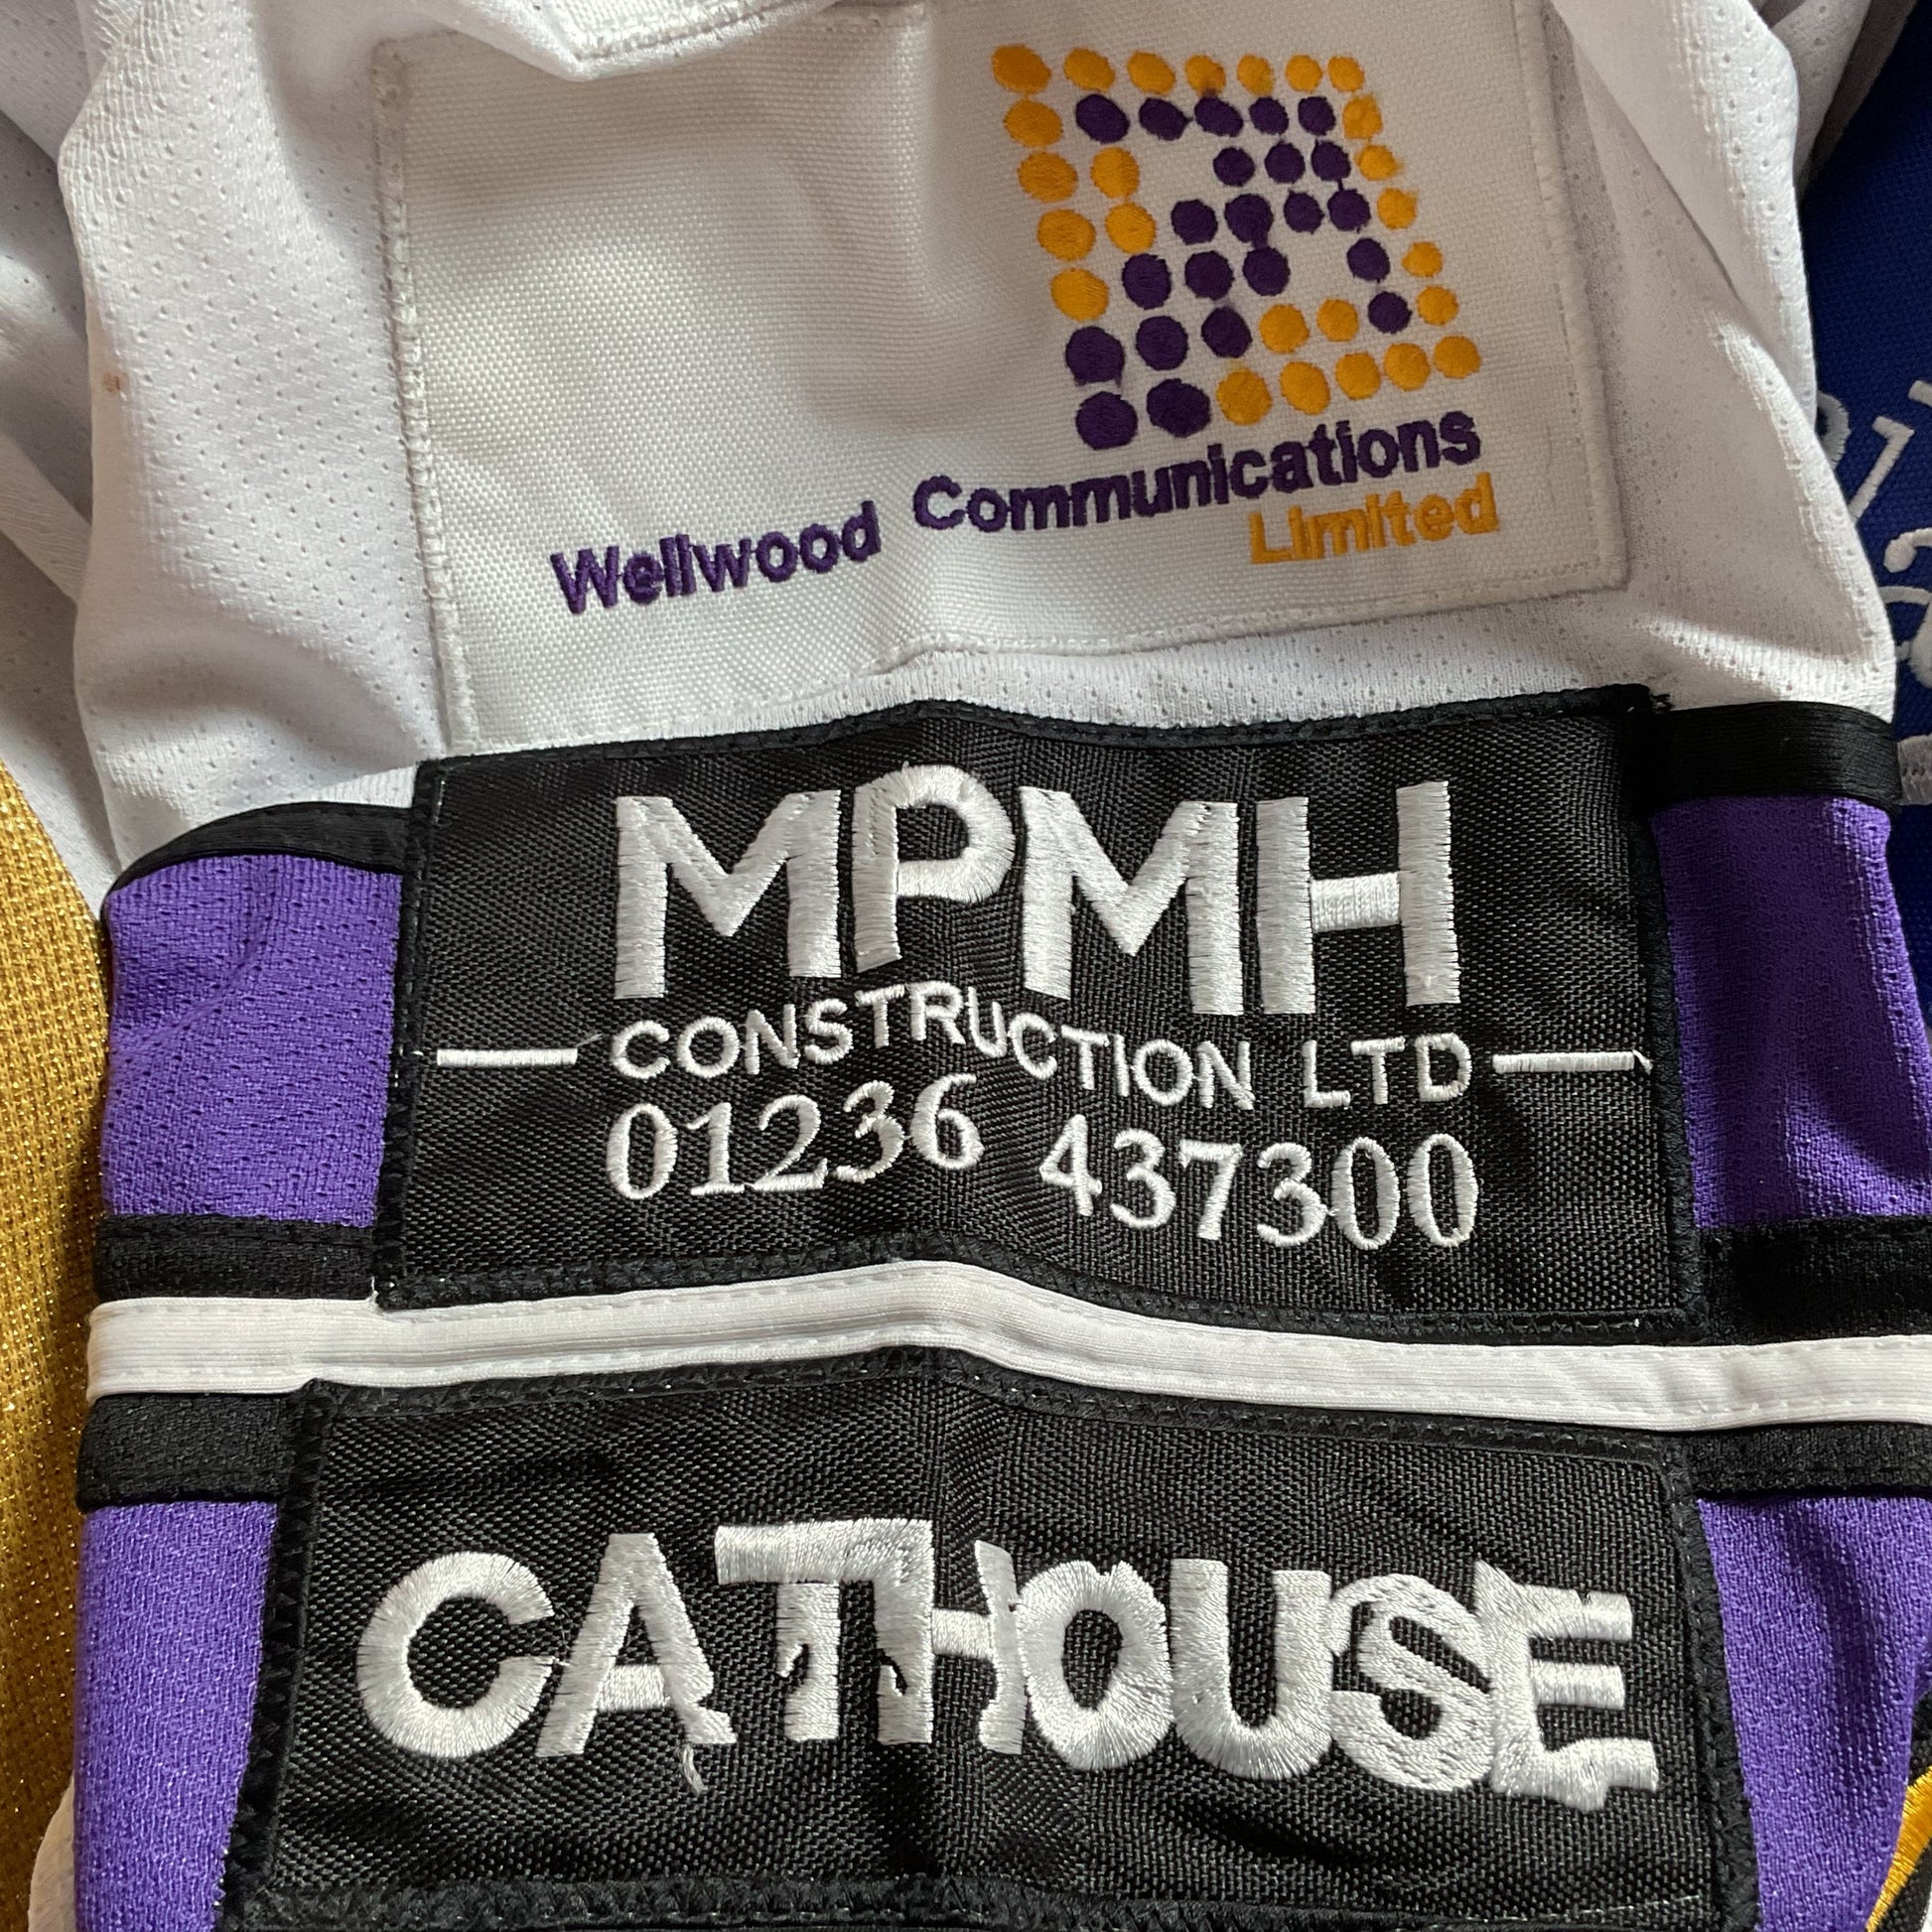 Wellwood Communications
Limited
MPMH
CONSTRUCTION LTD
01236 437300
CATHOUSE